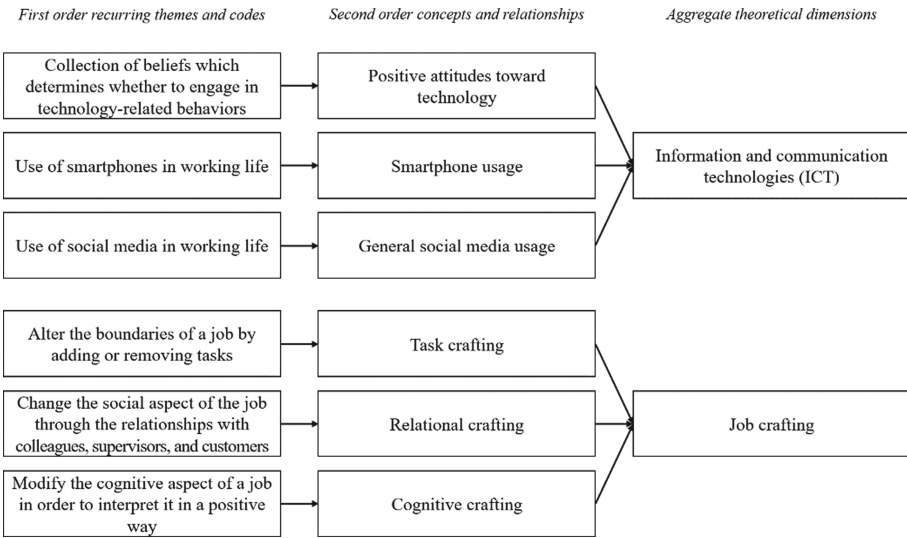 First order recurring themes and codes
Second order concepts and relationships
Aggregate theoretical dimensions
Collection of beliefs which
determines whether to engage in
technology-related behaviors
Positive attitudes toward
technology
Use of smartphones in working life
Smartphone usage
Information and communication
technologies (ICT)
Use of social media in working life
General social media usage
Alter the boundaries of a job by
adding or removing tasks
Task crafting
Change the social aspect of the job
through the relationships with
colleagues, supervisors, and customers
Relational crafting
Job crafting
Modify the cognitive aspect of a job
in order to interpret it in a positive
way
Cognitive crafting